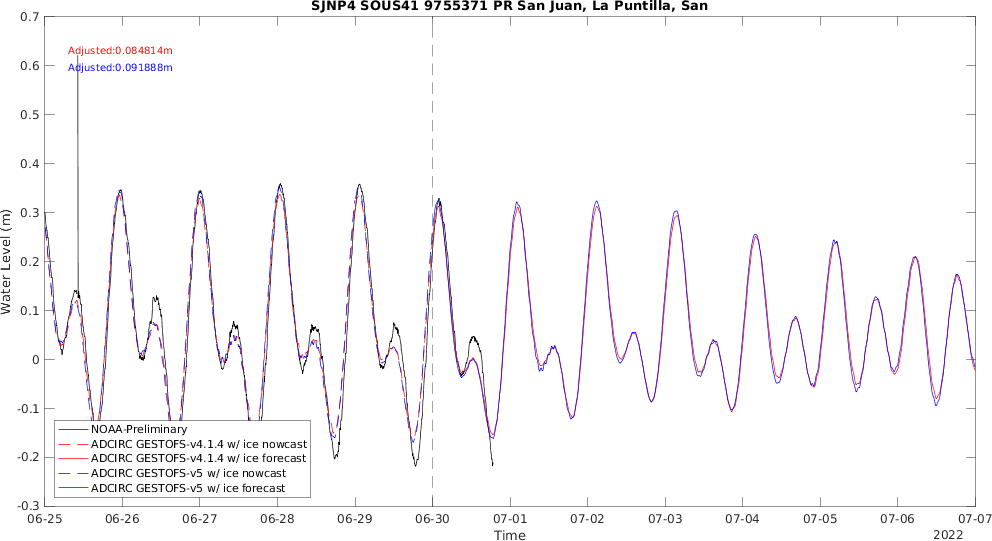 SJNP4 SOUS41 9755371 PR San Juan, La Puntilla, San
0.7
0.6
0.5
0.4
0.3
0.2
0.1
0
-0.1
-0.2
-0.3
Water Level (m)
Adjusted:0.084814m
Adjusted:0.091888m
NOAA-Preliminary
ADCIRC GESTOFS-v4.1.4 w/ ice nowcast
ADCIRC GESTOFS-v4.1.4 w/ ice forecast
ADCIRC GESTOFS-v5 w/ ice nowcast
ADCIRC GESTOFS-v5 w/ ice forecast
06-25 06-26 06-27 06-28 06-29 06-30 07-01 07-02 07-03 07-04 07-05 07-06 07-07
Time
2022